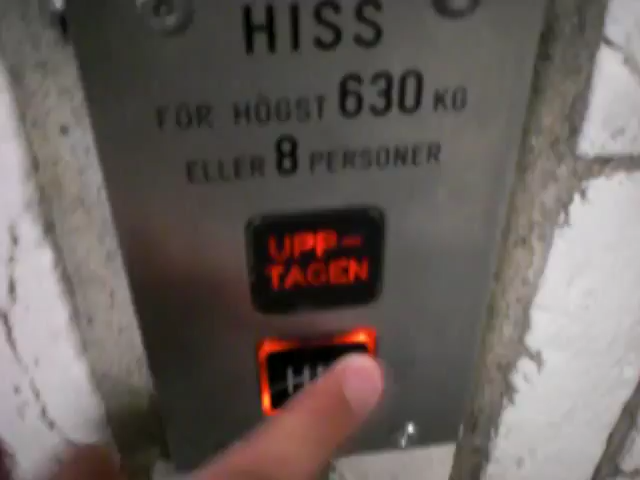 HISS
FÖR HÖGST 630 KG
ELLER 8 PERSONER
UPP-
TAGEN